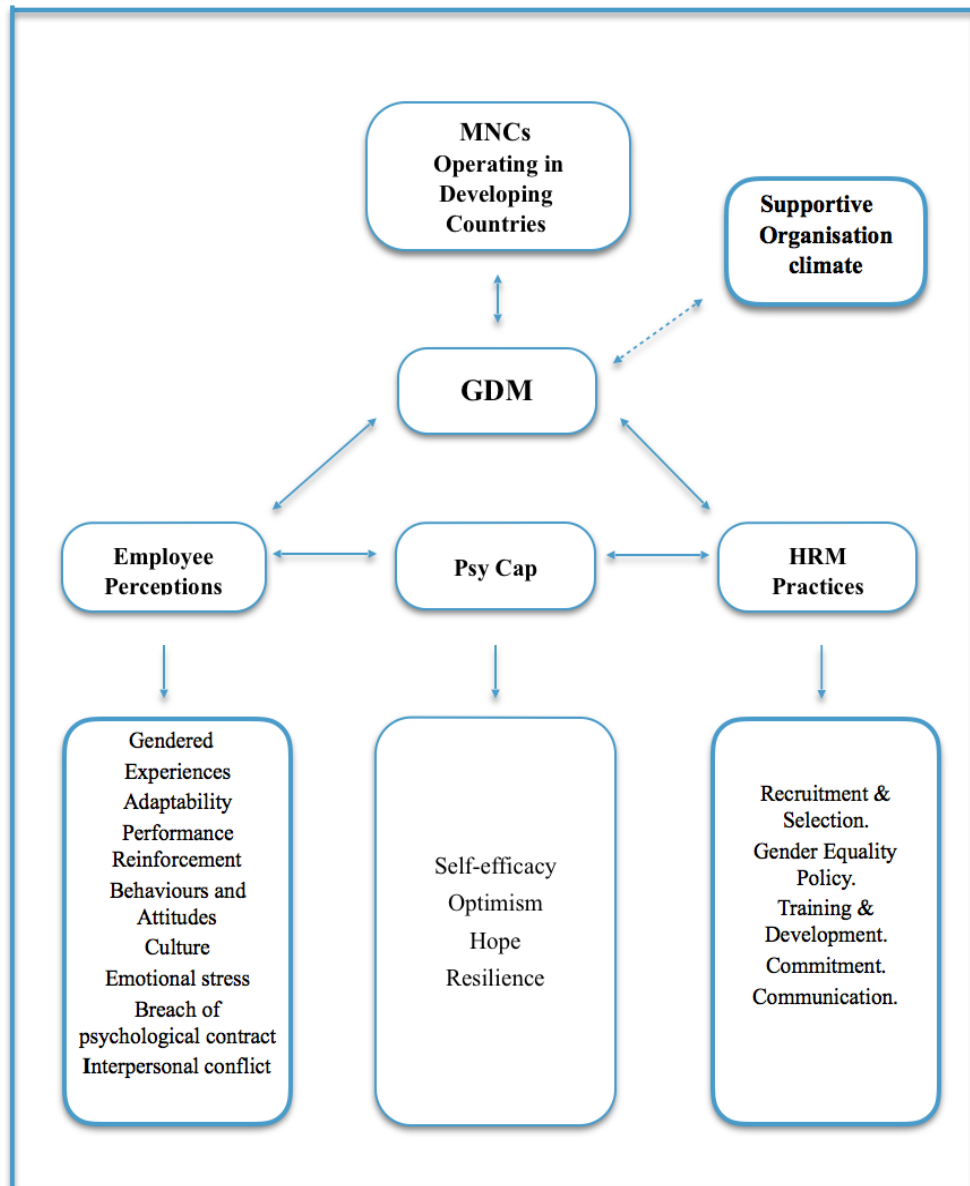 MNCs
Operating in
Developing
Countries
Supportive
Organisation
climate
GDM
Employee
Perceptions
Psy Cap
HRM
Practices
Gendered
Experiences
Adaptability
Performance
Reinforcement
Behaviours and
Attitudes
Culture
Emotional stress
Breach of
psychological contract
Interpersonal conflict
Self-efficacy
Optimism
Hope
Resilience
Recruitment &
Selection.
Gender Equality
Policy.
Training &
Development.
Commitment.
Communication.